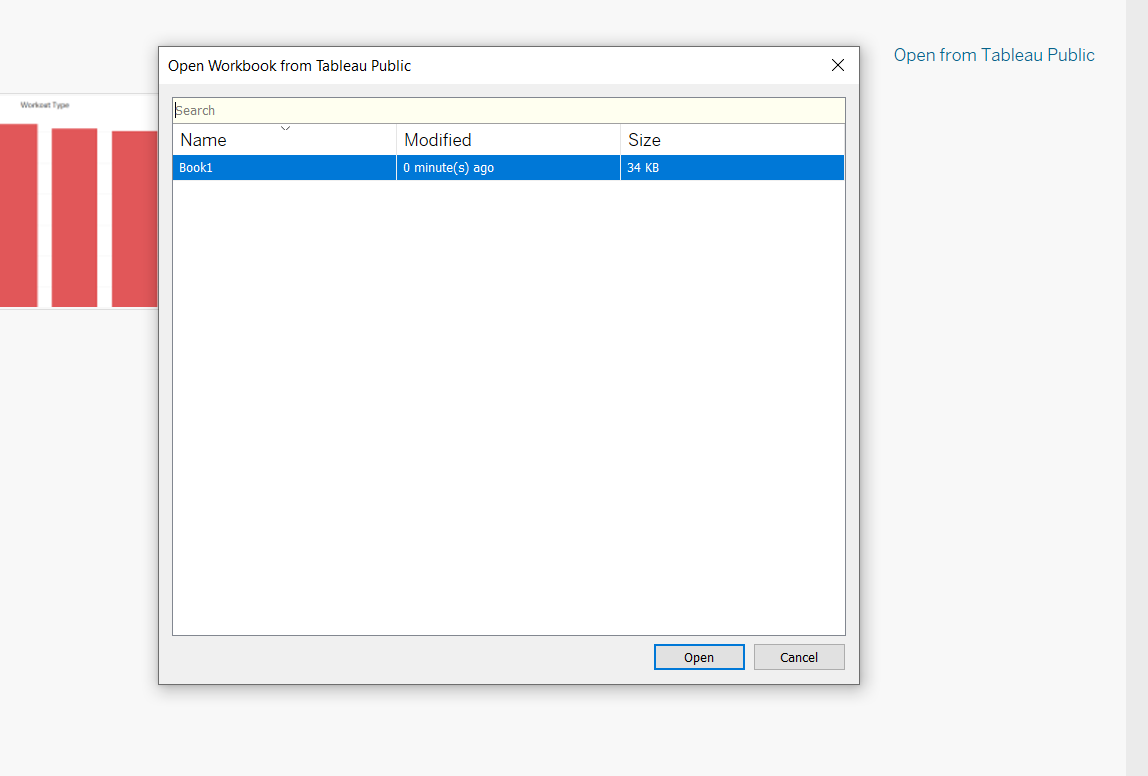 Open from Tableau Public
Open Workbook from Tableau Public
Workout Type
Search
Name Modified Size
Book1 0 minute(s) ago 34 KB
Open Cancel